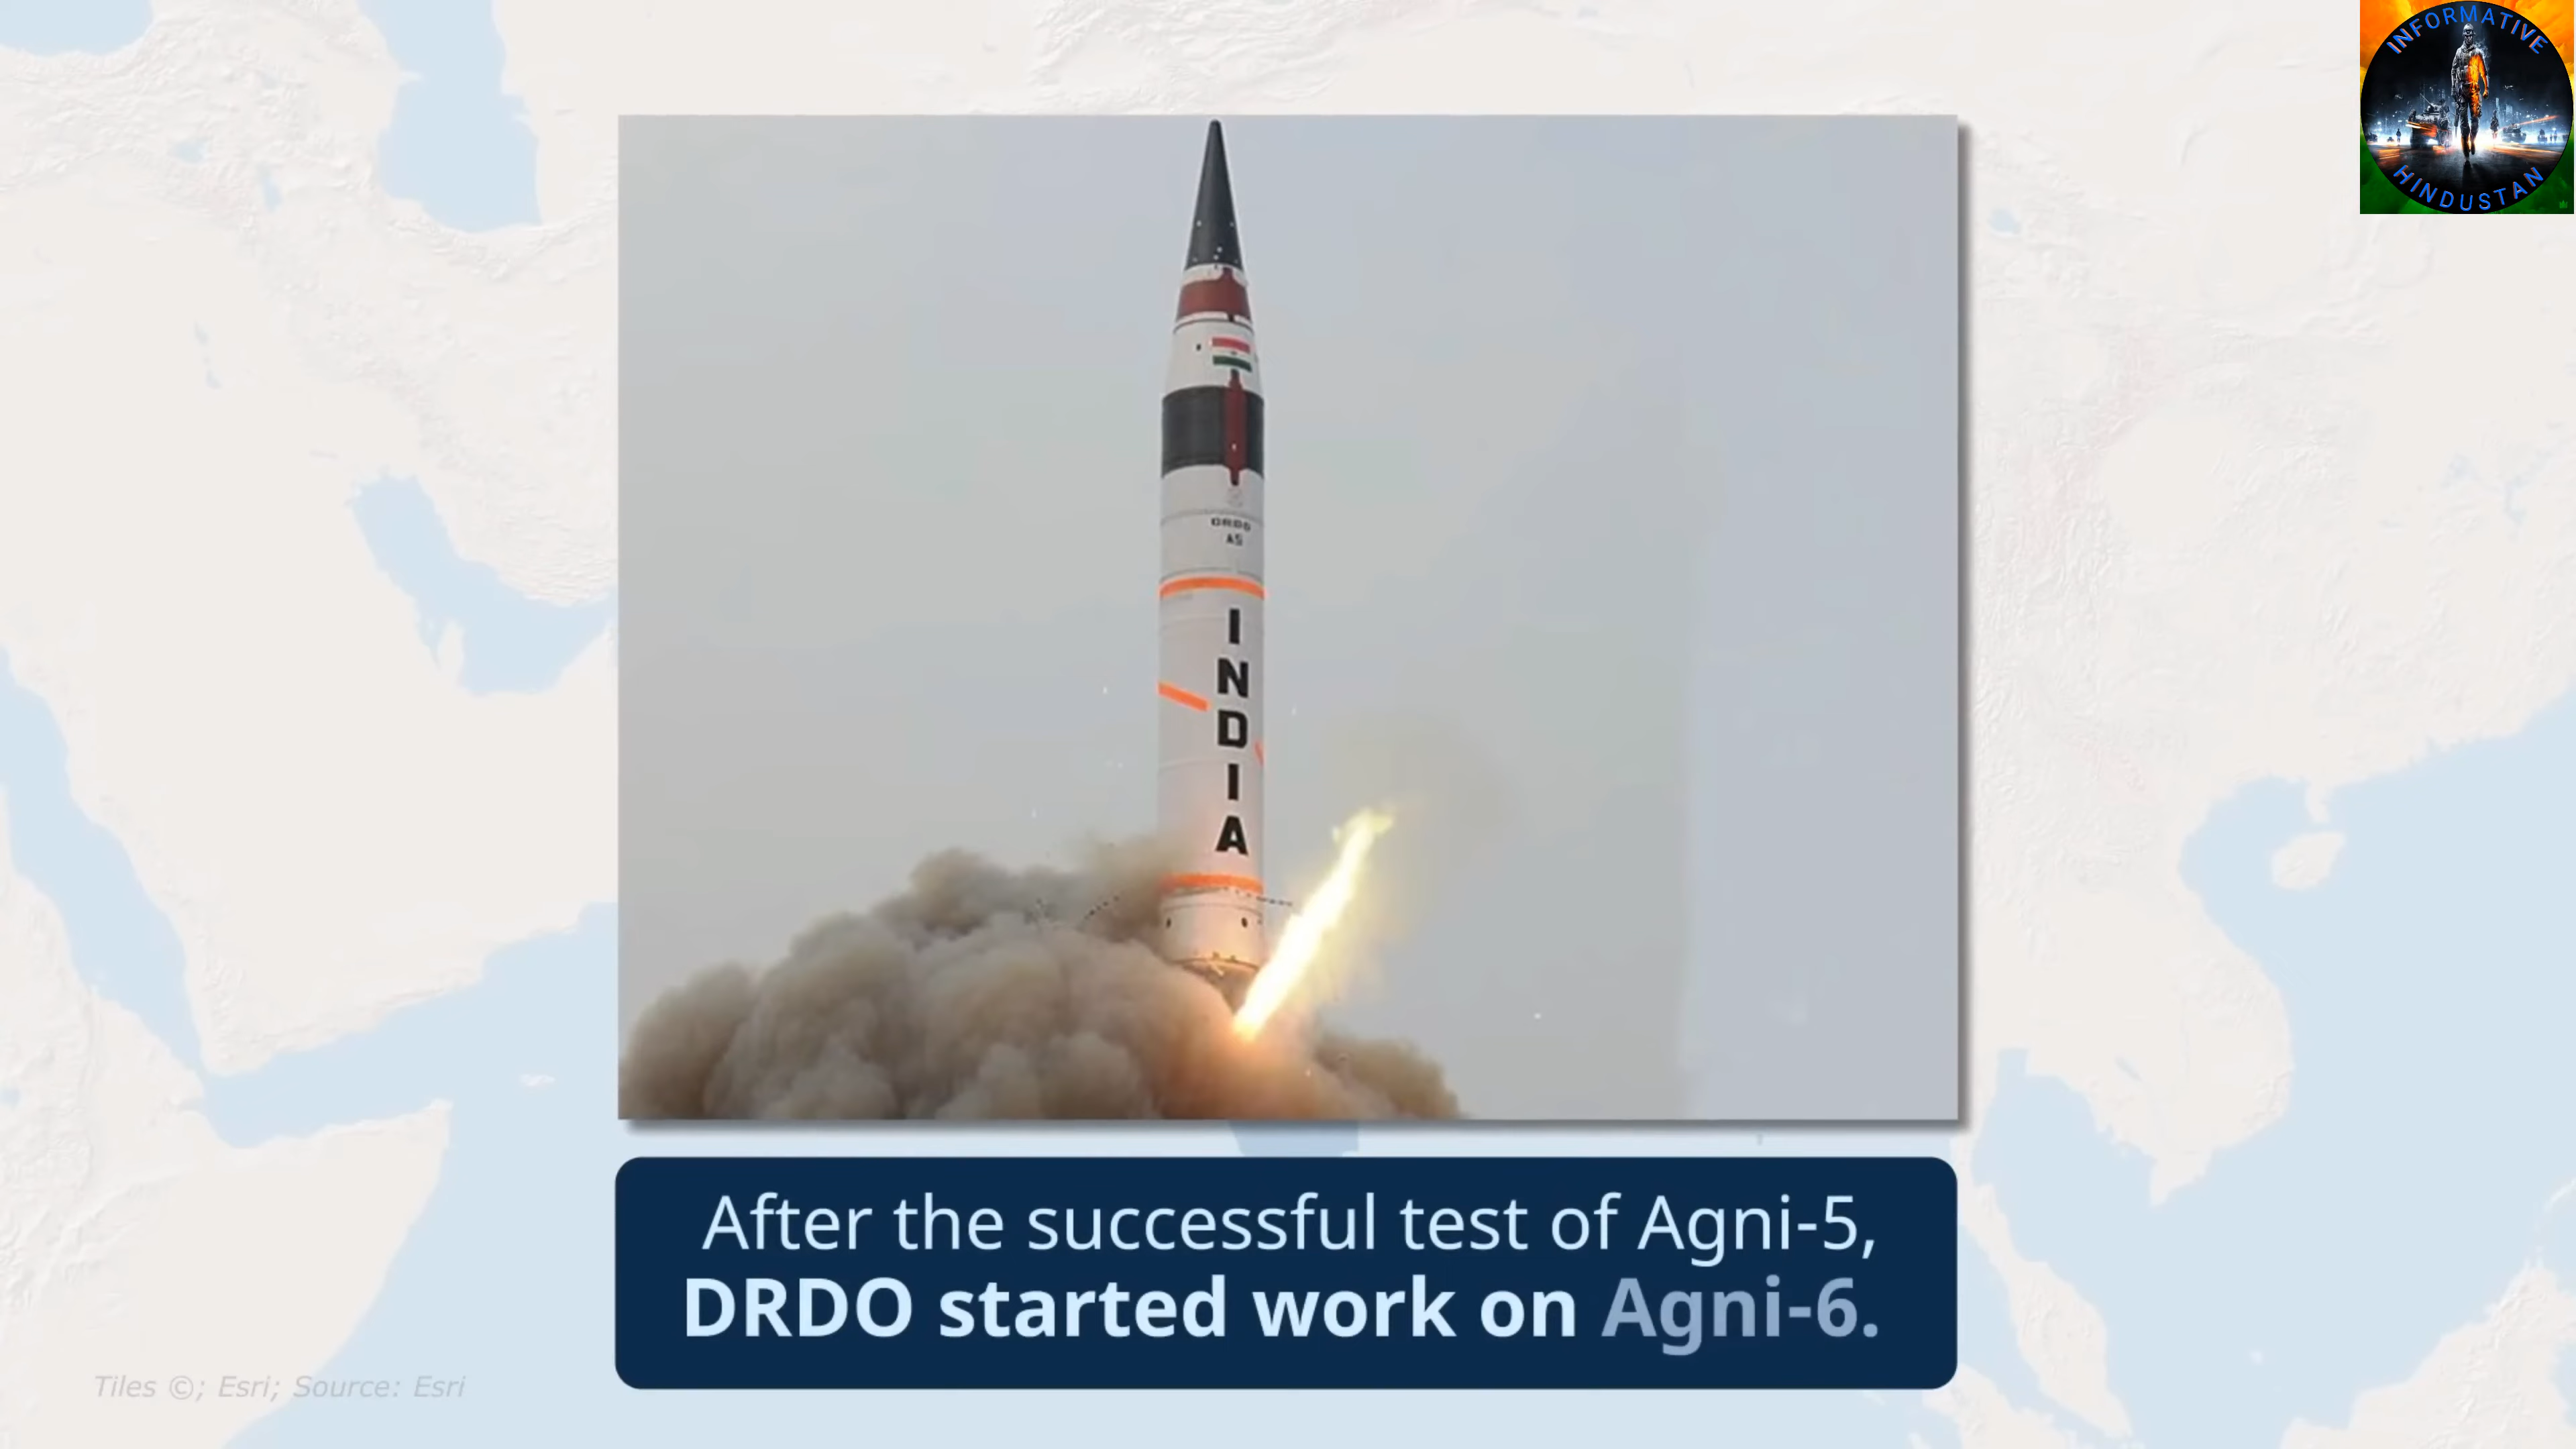 INFORMATIVE
HINDUSTAN
DRDO
A5
INDIA
After the successful test of Agni-5,
DRDO started work on Agni-6.
Tiles ©; Esri; Source: Esri